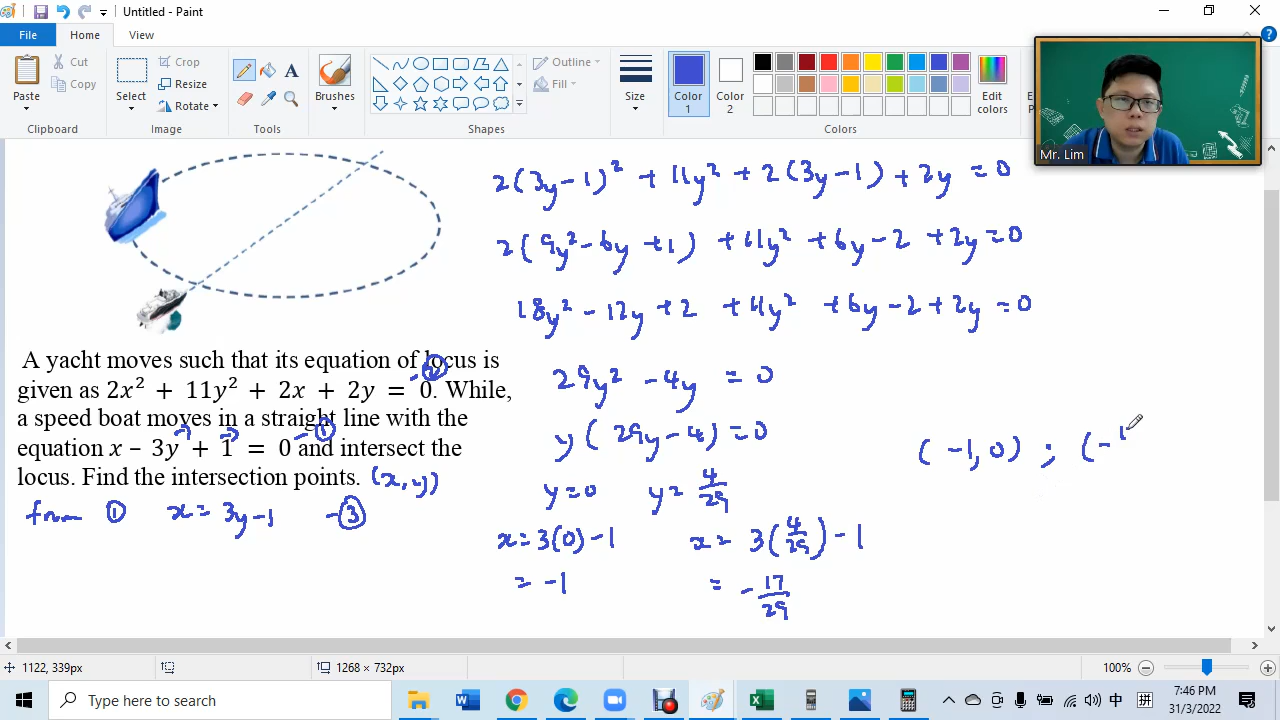 Untitled - Paint
File Home View
Paste Cut Copy Clipboard
Select Crop Resize Rotate Image
Tools
Brushes
Outline Fill Shapes
Size
Color 1 Color 2 Edit colors Colors
Mr. Lim
A yacht moves such that its equation of locus is
given as 2x² + 11y² + 2x + 2y = 0. While, - ②
a speed boat moves in a straight line with the
equation x – 3y + 1 = 0 - ① and intersect the
locus. Find the intersection points. (x, y)
from ① x = 3y - 1 - ③
2(3y - 1)² + 11y² + 2(3y - 1) + 2y = 0
2(9y² - 6y + 1) + 11y² + 6y - 2 + 2y = 0
18y² - 12y + 2 + 11y² + 6y - 2 + 2y = 0
29y² - 4y = 0
y(29y - 4) = 0
y = 0 y = 4/29
x = 3(0) - 1 x = 3(4/29) - 1
= -1 = -17/29
(-1, 0) ; (-1
1122, 339px 1268 × 732px 100%
Type here to search
中 拼 7:46 PM
31/3/2022